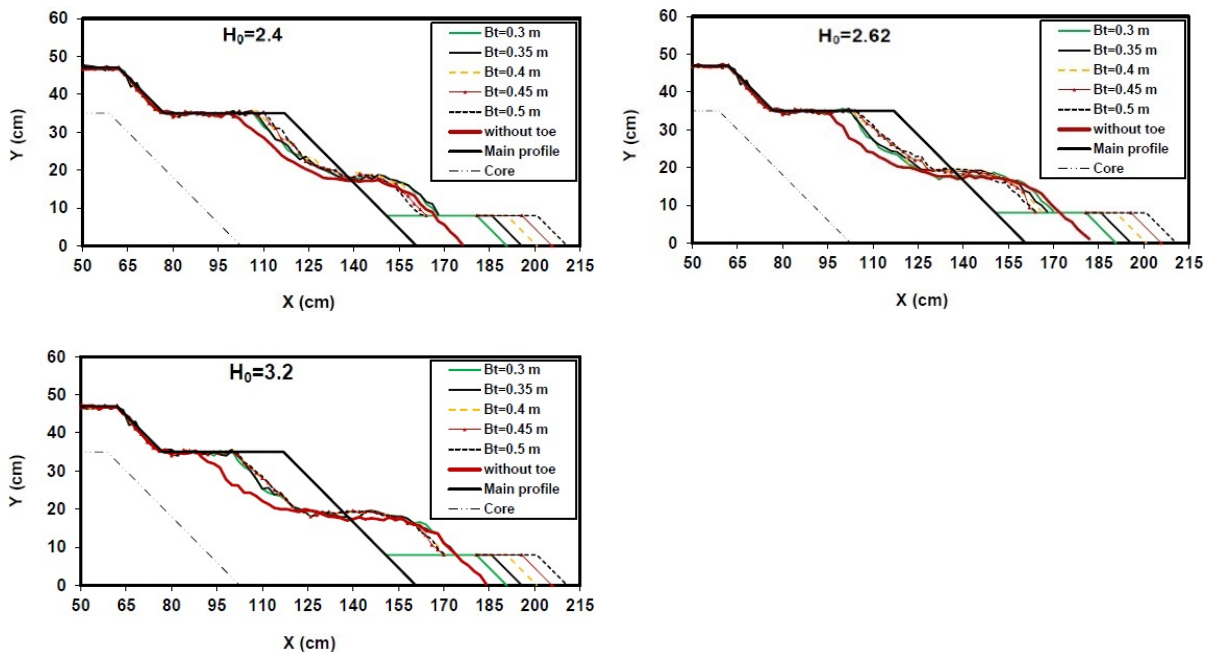 60
50
40
30
20
10
0
Y (cm)
H₀=2.4
Bt=0.3 m
Bt=0.35 m
Bt=0.4 m
Bt=0.45 m
Bt=0.5 m
without toe
Main profile
Core
50 65 80 95 110 125 140 155 170 185 200 215
X (cm)
60
50
40
30
20
10
0
Y (cm)
H₀=2.62
Bt=0.3 m
Bt=0.35 m
Bt=0.4 m
Bt=0.45 m
Bt=0.5 m
without toe
Main profile
Core
50 65 80 95 110 125 140 155 170 185 200 215
X (cm)
60
50
40
30
20
10
0
Y (cm)
H₀=3.2
Bt=0.3 m
Bt=0.35 m
Bt=0.4 m
Bt=0.45 m
Bt=0.5 m
without toe
Main profile
Core
50 65 80 95 110 125 140 155 170 185 200 215
X (cm)